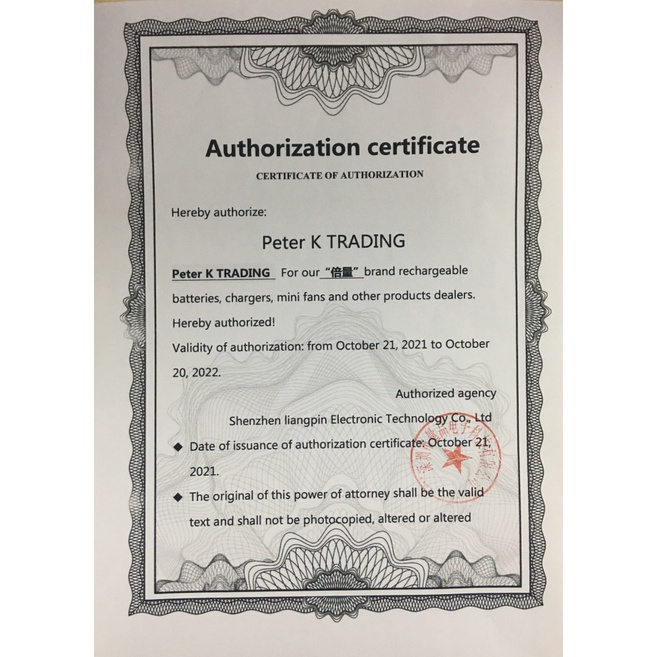 Authorization certificate
CERTIFICATE OF AUTHORIZATION
Hereby authorize:
Peter K TRADING
Peter K TRADING For our “倍量” brand rechargeable
batteries, chargers, mini fans and other products dealers.
Hereby authorized!
Validity of authorization: from October 21, 2021 to October
20, 2022.
Authorized agency
Shenzhen liangpin Electronic Technology Co., Ltd
◆ Date of issuance of authorization certificate: October 21,
2021.
◆ The original of this power of attorney shall be the valid
text and shall not be photocopied, altered or altered